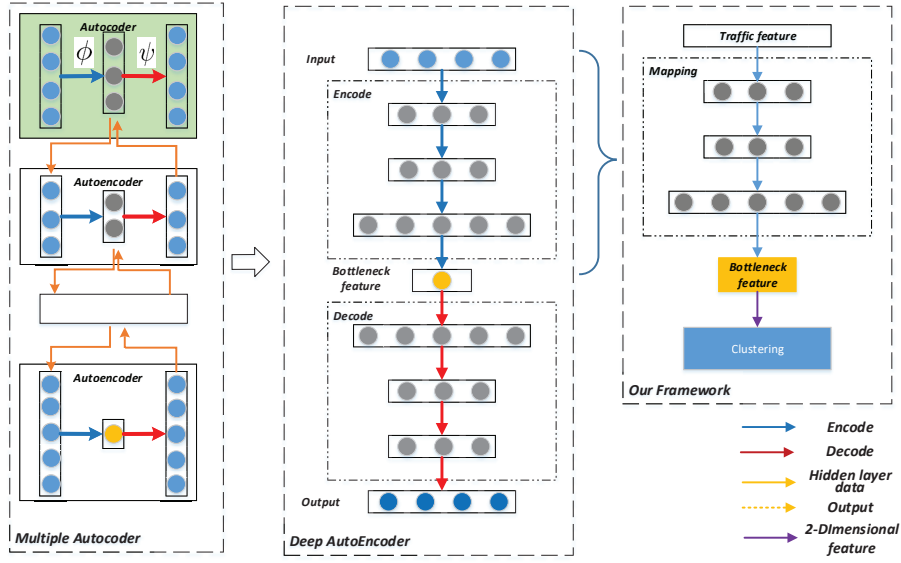 Autocoder
ϕ
ψ
Autoencoder
Autoencoder
Multiple Autocoder
Input
Encode
Bottleneck
feature
Decode
Output
Deep AutoEncoder
Traffic feature
Mapping
Bottleneck
feature
Clustering
Our Framework
Encode
Decode
Hidden layer
data
Output
2-DImensional
feature